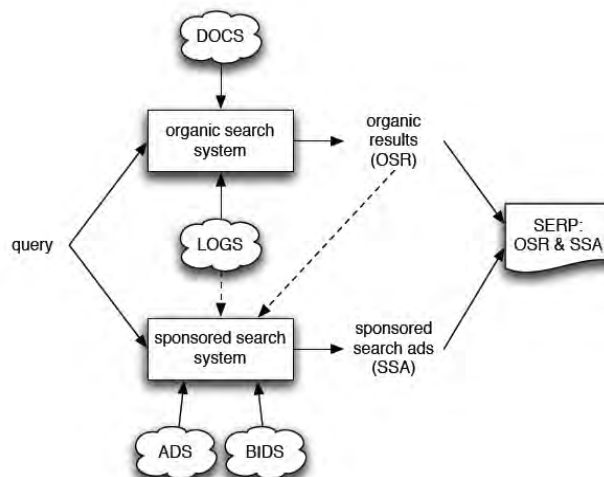 DOCS
organic search
system
organic
results
(OSR)
query
LOGS
SERP:
OSR & SSA
sponsored search
system
sponsored
search ads
(SSA)
ADS
BIDS